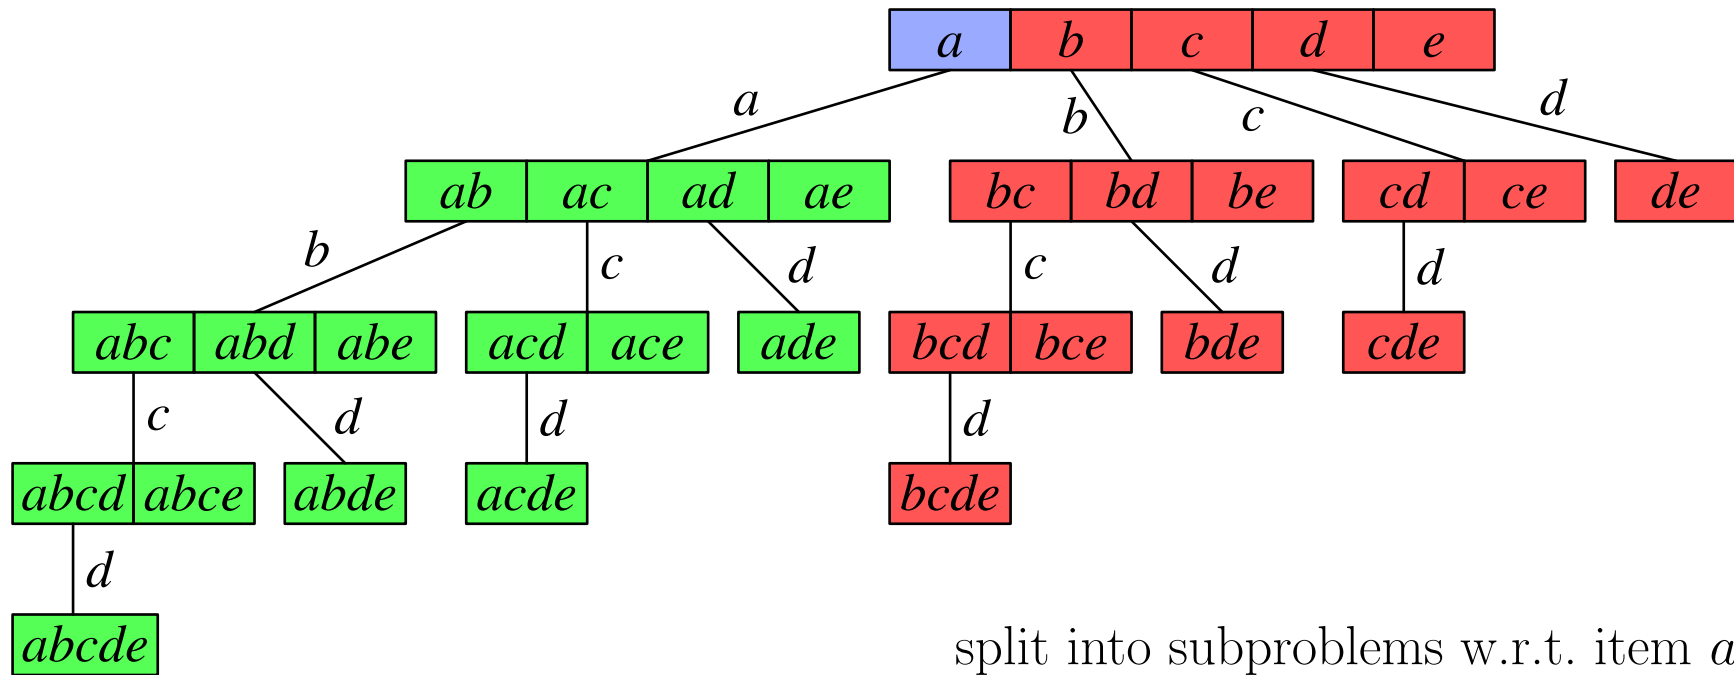 a b c d e
a b c d
ab ac ad ae bc bd be cd ce de
b c d c d d
abc abd abe acd ace ade bcd bce bde cde
c d d d
abcd abce abde acde bcde
d
abcde
split into subproblems w.r.t. item a